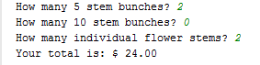 How many 5 stem bunches? 2
How many 10 stem bunches? 0
How many individual flower stems? 2
Your total is: $ 24.00